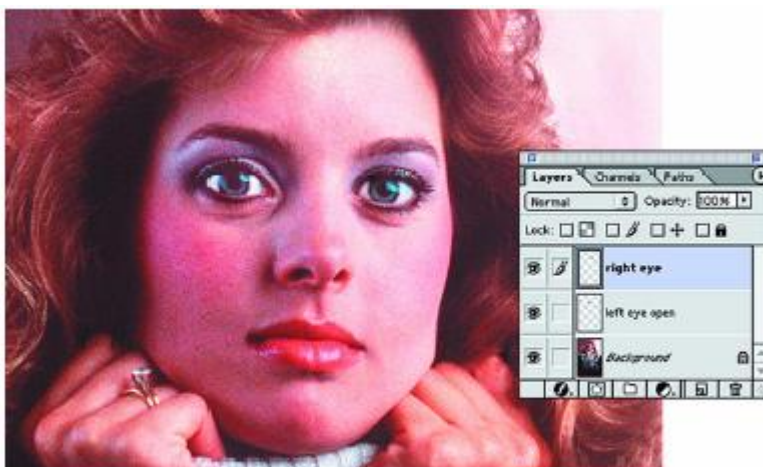 Layers Channels Paths
Normal Opacity: 100%
Lock:
right eye
left eye open
Background